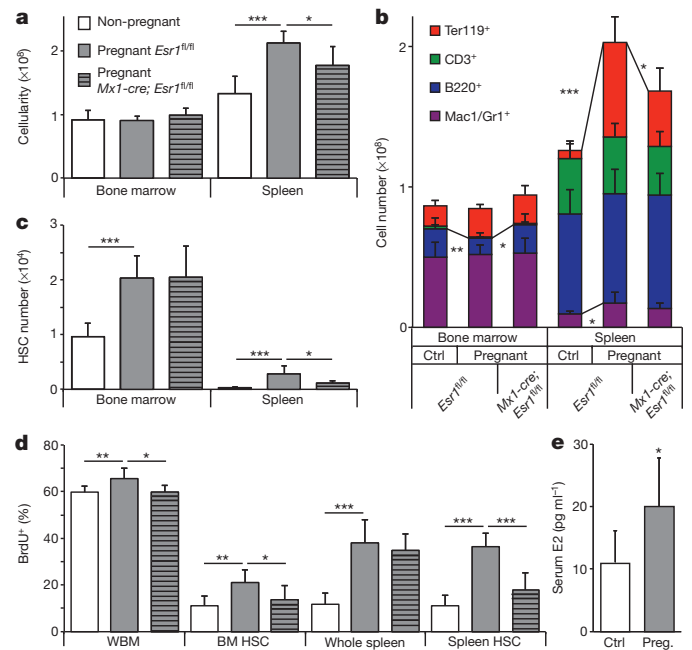 a
Cellularity (×10⁸)
2
1
0
Non-pregnant
Pregnant Esr1fl/fl
Pregnant
Mx1-cre; Esr1fl/fl
***
*
Bone marrow
Spleen
b
Cell number (×10⁸)
2
1
0
Ter119⁺
CD3⁺
B220⁺
Mac1/Gr1⁺
**
*
***
*
*
Bone marrow
Spleen
Ctrl
Pregnant
Ctrl
Pregnant
Esr1fl/fl
Mx1-cre;
Esr1fl/fl
Esr1fl/fl
Mx1-cre;
Esr1fl/fl
c
HSC number (×10⁴)
3
2
1
0
***
***
*
Bone marrow
Spleen
d
BrdU⁺ (%)
80
60
40
20
0
**
*
**
*
***
***
***
WBM
BM HSC
Whole spleen
Spleen HSC
e
Serum E2 (pg ml⁻¹)
30
20
10
0
*
Ctrl
Preg.